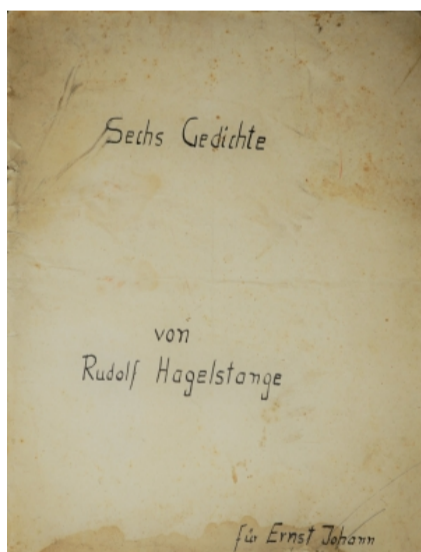 Sechs Gedichte
von
Rudolf Hagelstange
für Ernst Johann